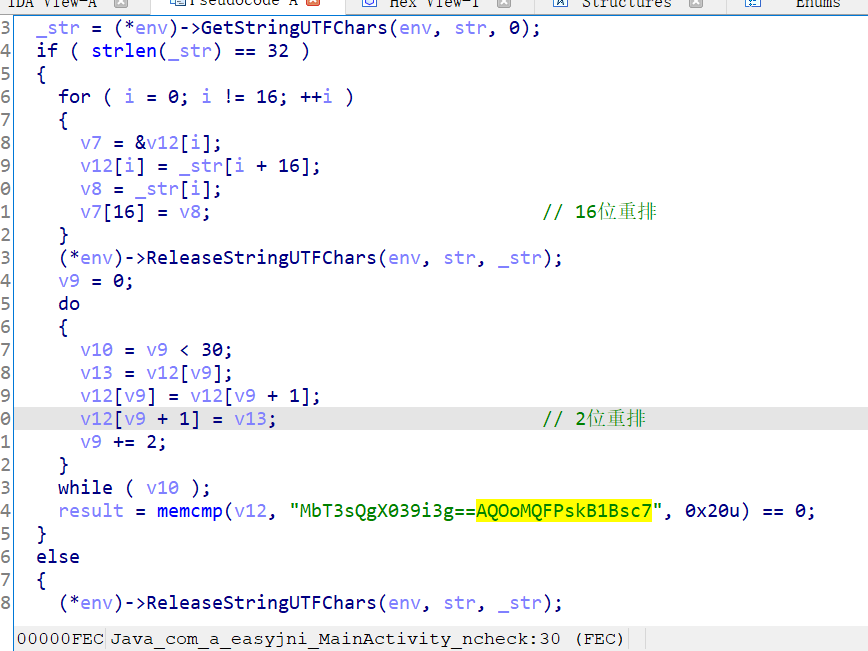 IDA View-A Pseudocode-A Hex View-1 A Structures Enums
3 _str = (*env)->GetStringUTFChars(env, str, 0);
4 if ( strlen(_str) == 32 )
5 {
6 for ( i = 0; i != 16; ++i )
7 {
8 v7 = &v12[i];
9 v12[i] = _str[i + 16];
0 v8 = _str[i];
1 v7[16] = v8; // 16位重排
2 }
3 (*env)->ReleaseStringUTFChars(env, str, _str);
4 v9 = 0;
5 do
6 {
7 v10 = v9 < 30;
8 v13 = v12[v9];
9 v12[v9] = v12[v9 + 1];
0 v12[v9 + 1] = v13; // 2位重排
1 v9 += 2;
2 }
3 while ( v10 );
4 result = memcmp(v12, "MbT3sQgX039i3g==AQOoMQFPskB1Bsc7", 0x20u) == 0;
5 }
6 else
7 {
8 (*env)->ReleaseStringUTFChars(env, str, _str);
00000FEC Java_com_a_easyjni_MainActivity_ncheck:30 (FEC)